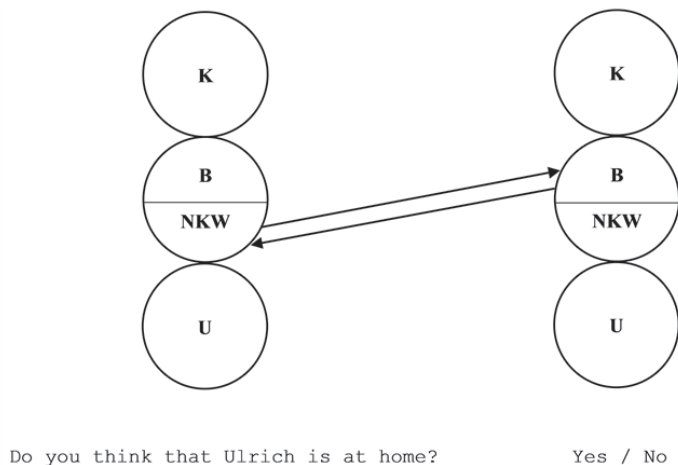 K K
B B
NKW NKW
U U
Do you think that Ulrich is at home? Yes / No